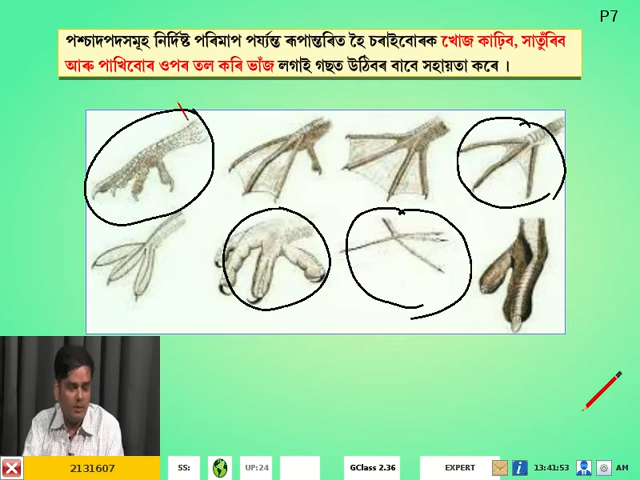 P7
পশ্চাদপদসমূহ নিৰ্দিষ্ট পৰিমাপ পৰ্য্যন্ত ৰূপান্তৰিত হৈ চৰাইবোৰক খোজ কাঢ়িব, সাতুঁৰিব
আৰু পাখিবোৰ ওপৰ তল কৰি ভাঁজ লগাই গছত উঠিবৰ বাবে সহায়তা কৰে ।
2131607 SS: UP:24 GClass 2.36 EXPERT 13:41:53 AM